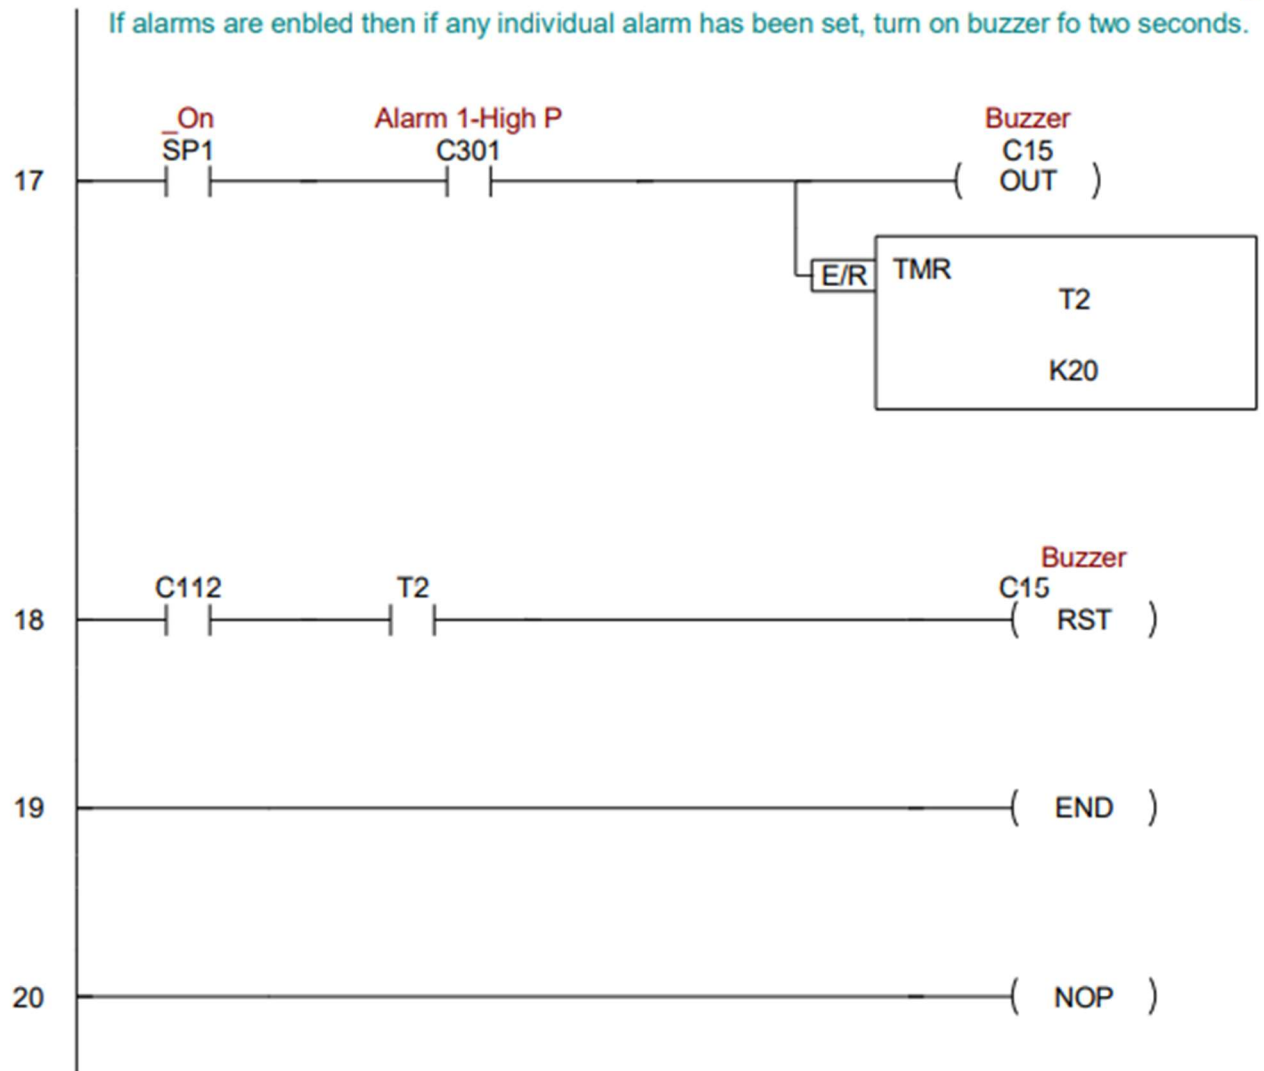 If alarms are enbled then if any individual alarm has been set, turn on buzzer fo two seconds.
_On
Alarm 1-High P
Buzzer
SP1
C301
C15
17
OUT
E/R
TMR
T2
K20
Buzzer
C112
T2
C15
18
RST
19
END
20
NOP